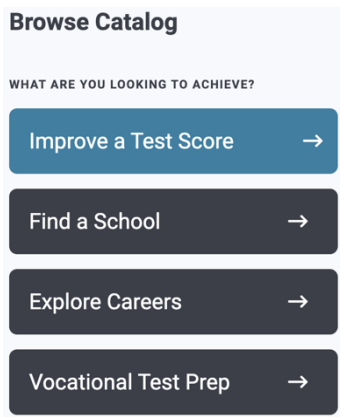 Browse Catalog
WHAT ARE YOU LOOKING TO ACHIEVE?
Improve a Test Score →
Find a School →
Explore Careers →
Vocational Test Prep →